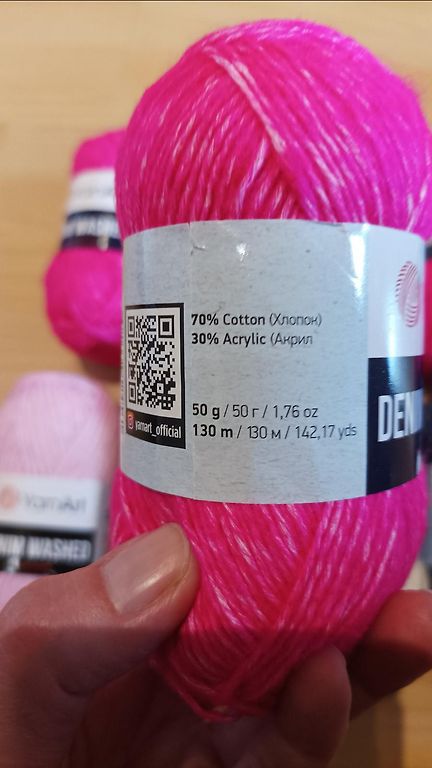 70% Cotton (Хлопок)
30% Acrylic (Акрил
50 g / 50 г / 1,76 oz
130 m / 130 м / 142,17 yds
yarnart_official
DEN
YarnArt
WASHED